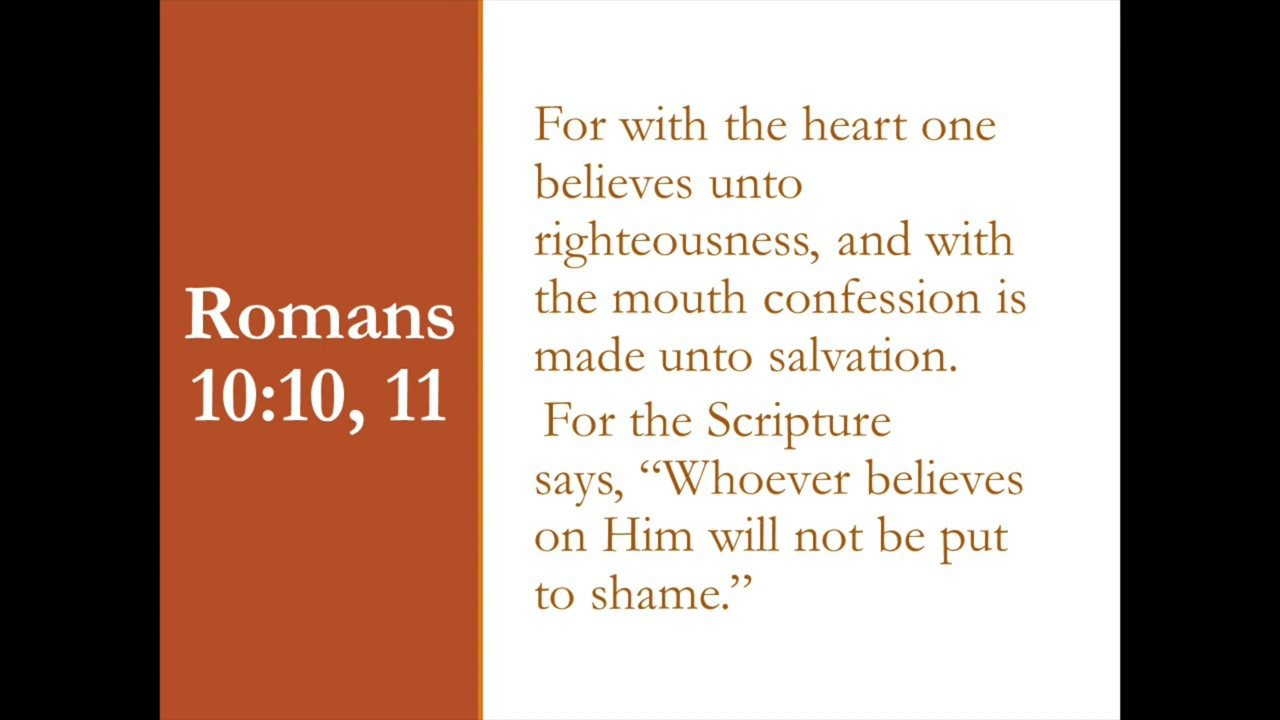 Romans
10:10, 11
For with the heart one
believes unto
righteousness, and with
the mouth confession is
made unto salvation.
For the Scripture
says, “Whoever believes
on Him will not be put
to shame.”